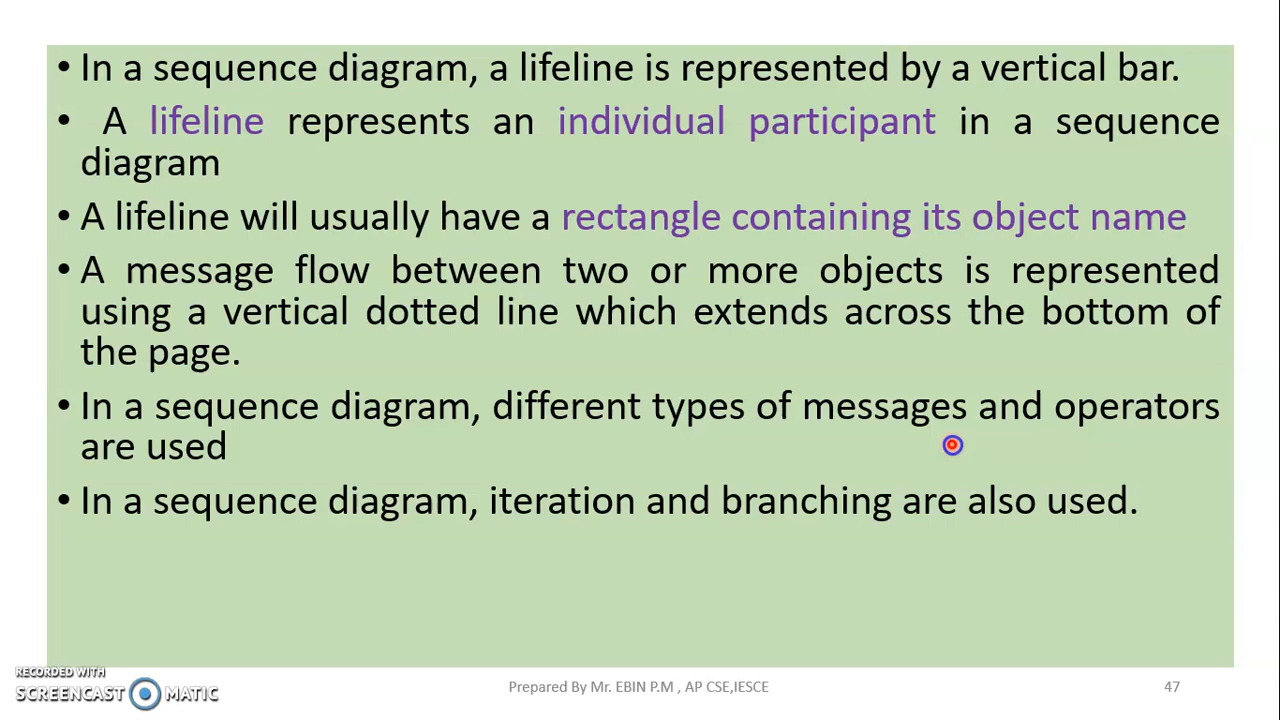 • In a sequence diagram, a lifeline is represented by a vertical bar.
• A lifeline represents an individual participant in a sequence
diagram
• A lifeline will usually have a rectangle containing its object name
• A message flow between two or more objects is represented
using a vertical dotted line which extends across the bottom of
the page.
• In a sequence diagram, different types of messages and operators
are used
• In a sequence diagram, iteration and branching are also used.
RECORDED WITH
SCREENCAST MATIC
Prepared By Mr. EBIN P.M , AP CSE,IESCE
47